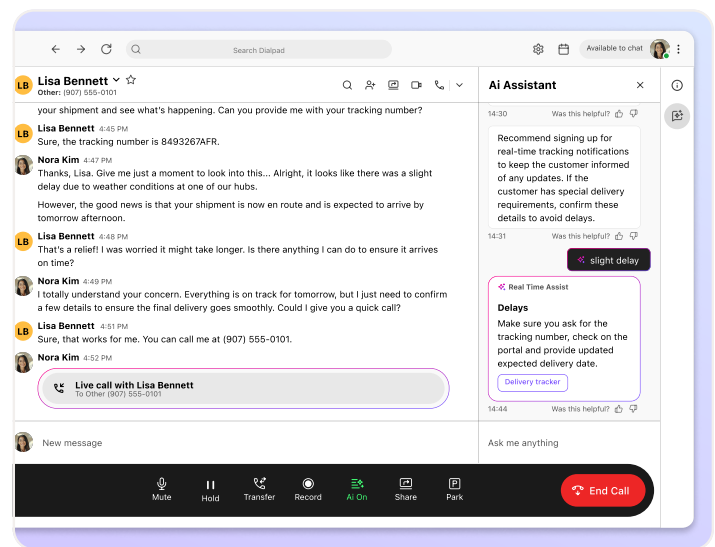 Search Dialpad
Available to chat
LB
Lisa Bennett
Other: (907) 555-0101
your shipment and see what's happening. Can you provide me with your tracking number?
LB
Lisa Bennett 4:45 PM
Sure, the tracking number is 8493267AFR.
Nora Kim 4:47 PM
Thanks, Lisa. Give me just a moment to look into this... Alright, it looks like there was a slight
delay due to weather conditions at one of our hubs.
However, the good news is that your shipment is now en route and is expected to arrive by
tomorrow afternoon.
LB
Lisa Bennett 4:48 PM
That's a relief! I was worried it might take longer. Is there anything I can do to ensure it arrives
on time?
Nora Kim 4:49 PM
I totally understand your concern. Everything is on track for tomorrow, but I just need to confirm
a few details to ensure the final delivery goes smoothly. Could I give you a quick call?
LB
Lisa Bennett 4:51 PM
Sure, that works for me. You can call me at (907) 555-0101.
Nora Kim 4:52 PM
Live call with Lisa Bennett
To Other (907) 555-0101
New message
Ai Assistant
14:30 Was this helpful?
Recommend signing up for
real-time tracking notifications
to keep the customer informed
of any updates. If the
customer has special delivery
requirements, confirm these
details to avoid delays.
14:31 Was this helpful?
slight delay
Real Time Assist
Delays
Make sure you ask for the
tracking number, check on the
portal and provide updated
expected delivery date.
Delivery tracker
14:44 Was this helpful?
Ask me anything
Mute
Hold
Transfer
Record
Ai On
Share
P
Park
End Call